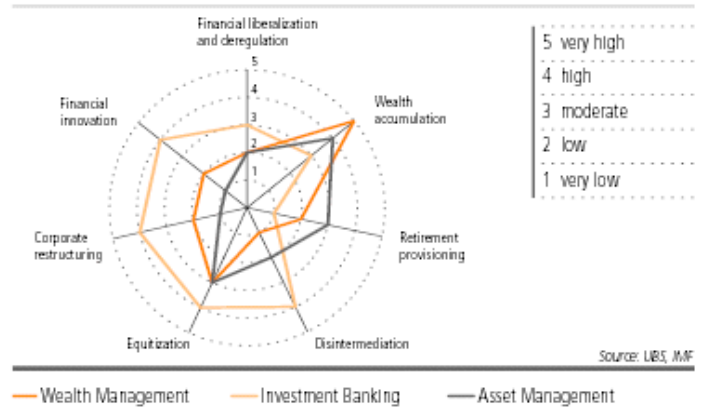 Financial liberalization
and deregulation
5
4
3
2
1
Financial
innovation
Wealth
accumulation
Corporate
restructuring
Retirement
provisioning
Equitization
Disintermediation
5 very high
4 high
3 moderate
2 low
1 very low
Source: UBS, IMF
Wealth Management
Investment Banking
Asset Management